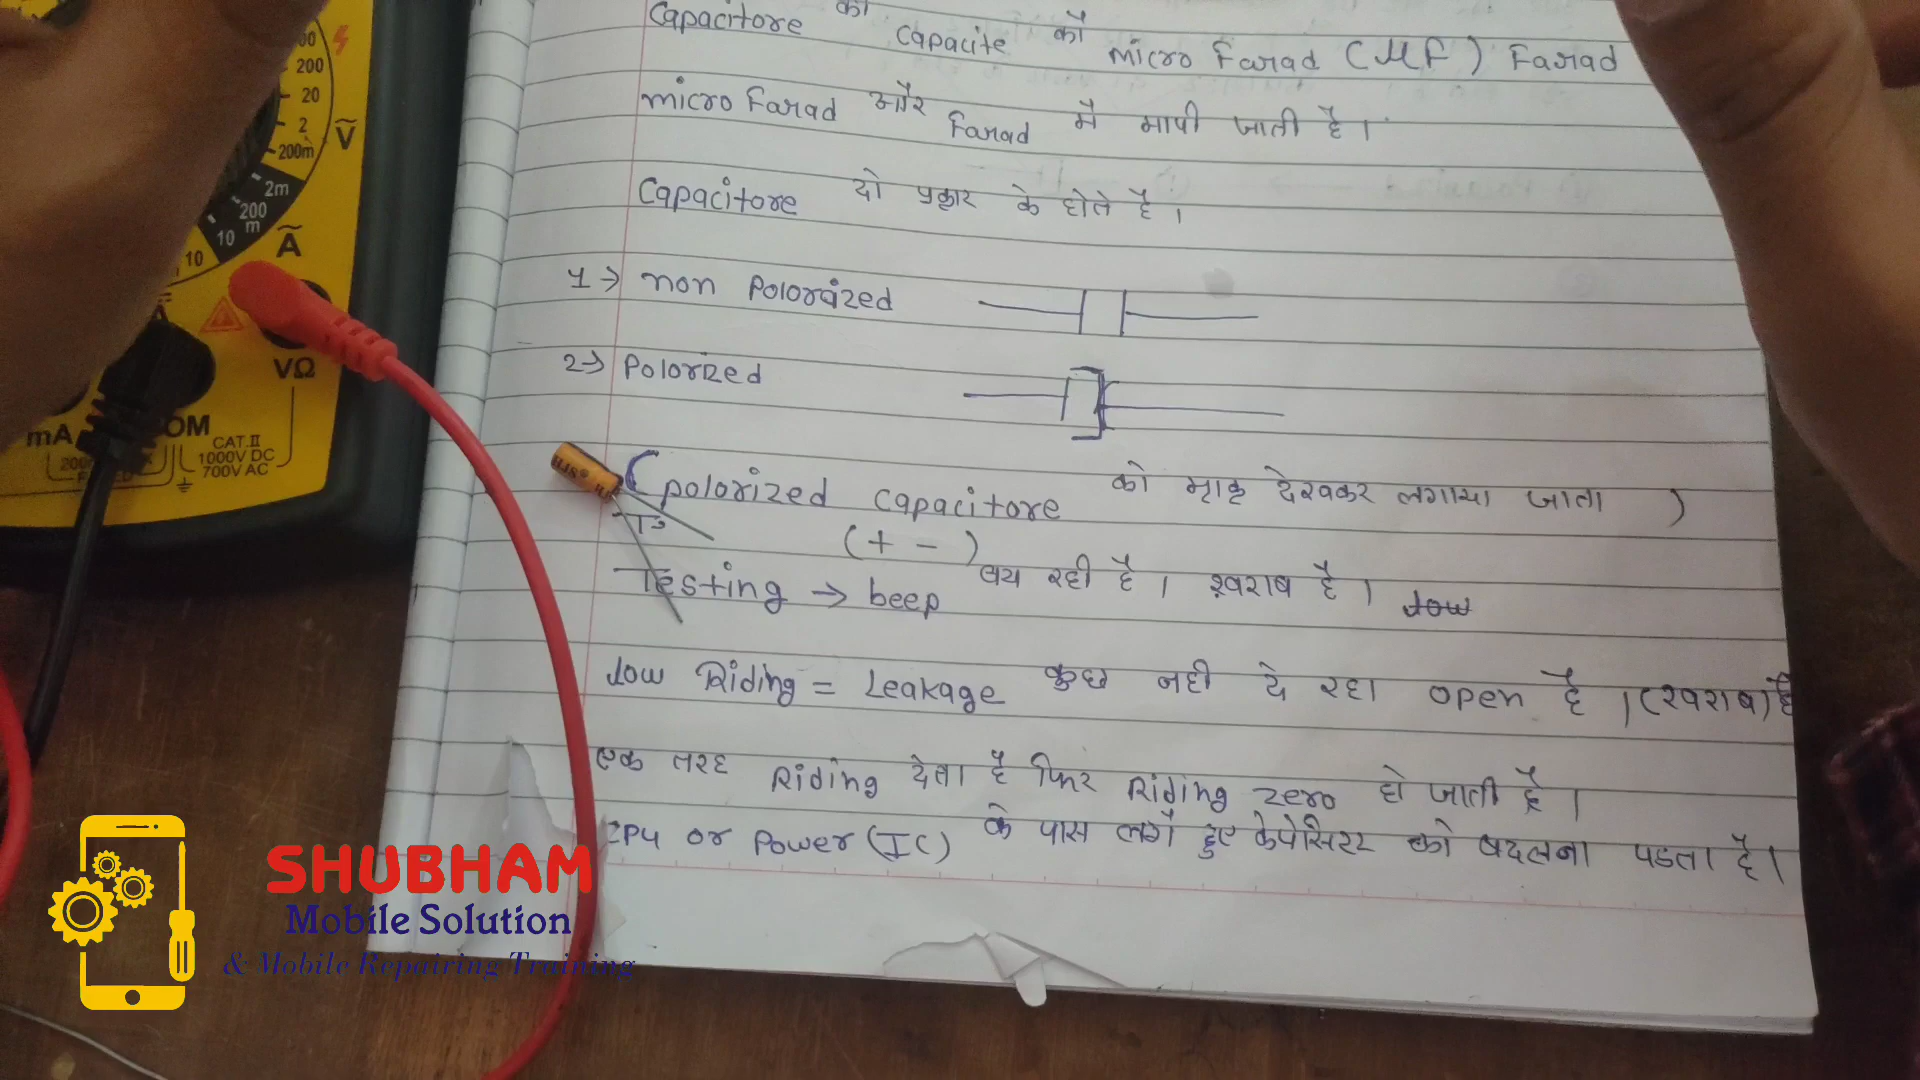 200
20
2
200m
2m
200
m
10
10
Ṽ
Ã
VΩ
mA
OM
CAT.II
1000V DC
700V AC
Capacitore का Capacite को micro Farad (MF) Farad
micro Farad और Farad मे मापी जाती है।
Capacitore दो प्रकार के होते है।
1→ non Polorized
2→ Polorized
(polorized capacitore को देखकर लगाया जाता )
(+ -)
Testing → beep रही है। ख़राब है। low
low Riding = Leakage कुछ नही दे रहा open है।(खराब)है
एक तरह Riding देता है फिर Riding zero हो जाती है।
CPU or Power (IC) के पास लगे हुए केपेसिटर को बदलना पडता है।
SHUBHAM
Mobile Solution
& Mobile Repairing Training